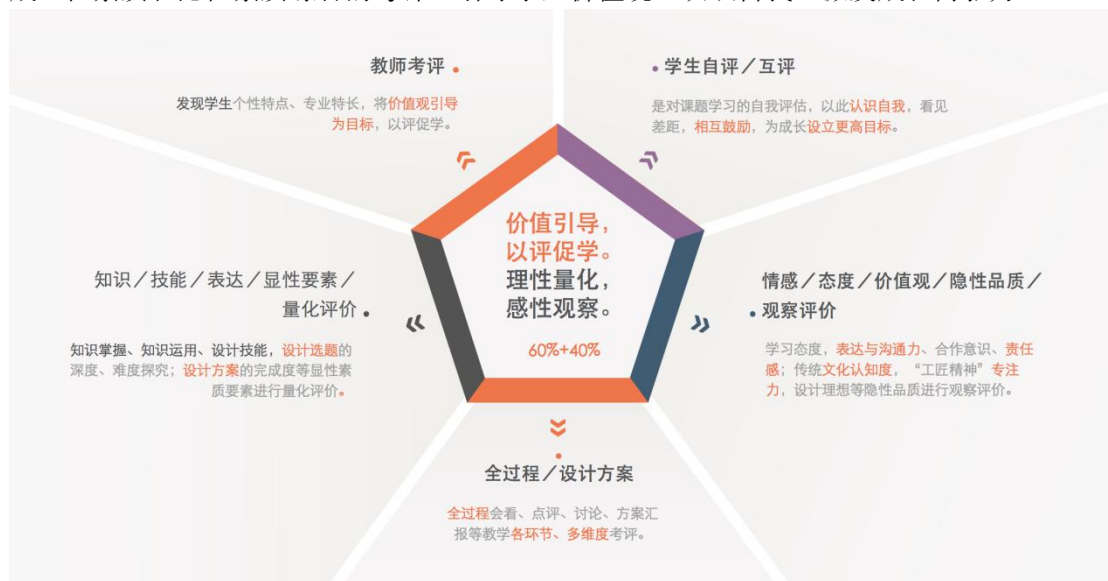 教师考评
发现学生个性特点、专业特长，将价值观引导
为目标，以评促学。
学生自评／互评
是对课题学习的自我评估，以此认识自我，看见
差距，相互鼓励，为成长设立更高目标。
价值引导，
以评促学。
理性量化，
感性观察。
60%+40%
知识／技能／表达／显性要素／
量化评价
知识掌握、知识运用、设计技能，设计选题的
深度、难度探究；设计方案的完成度等显性素
质要素进行量化评价。
情感／态度／价值观／隐性品质／
观察评价
学习态度，表达与沟通力、合作意识、责任
感；传统文化认知度，“工匠精神”专注
力，设计理想等隐性品质进行观察评价。
全过程／设计方案
全过程会看、点评、讨论、方案汇
报等教学各环节、多维度考评。